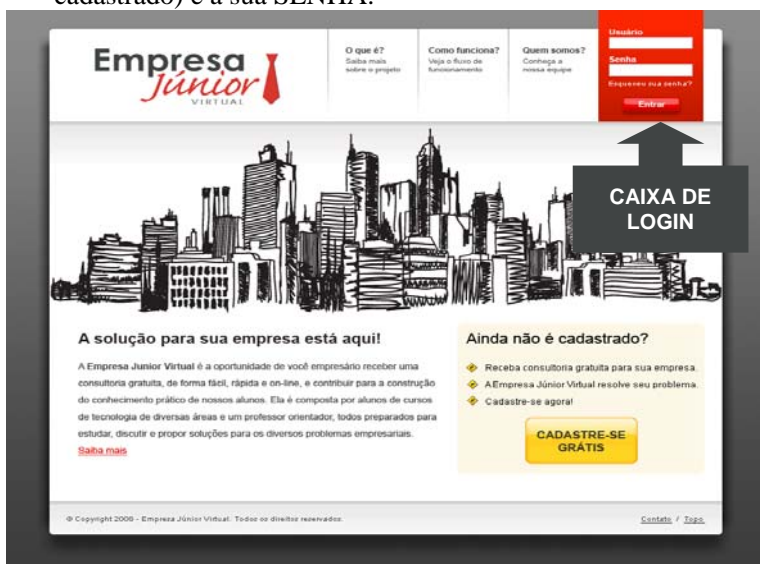 cadastrado) e a sua SENHA.
Empresa
Júnior
VIRTUAL
O que é?
Saiba mais
sobre o projeto
Como funciona?
Veja o fluxo de
funcionamento
Quem somos?
Conheça a
nossa equipe
Usuário
Senha
Esqueceu sua senha?
Entrar
CAIXA DE
LOGIN
A solução para sua empresa está aqui!
A Empresa Junior Virtual é a oportunidade de você empresário receber uma
consultoria gratuita, de forma fácil, rápida e on-line, e contribuir para a construção
do conhecimento prático de nossos alunos. Ela é composta por alunos de cursos
de tecnologia de diversas áreas e um professor orientador, todos preparados para
estudar, discutir e propor soluções para os diversos problemas empresariais.
Saiba mais
Ainda não é cadastrado?
Receba consultoria gratuita para sua empresa.
A Empresa Júnior Virtual resolve seu problema.
Cadastre-se agora!
CADASTRE-SE
GRÁTIS
© Copyright 2008 - Empresa Júnior Virtual. Todos os direitos reservados.
Contato / Topo